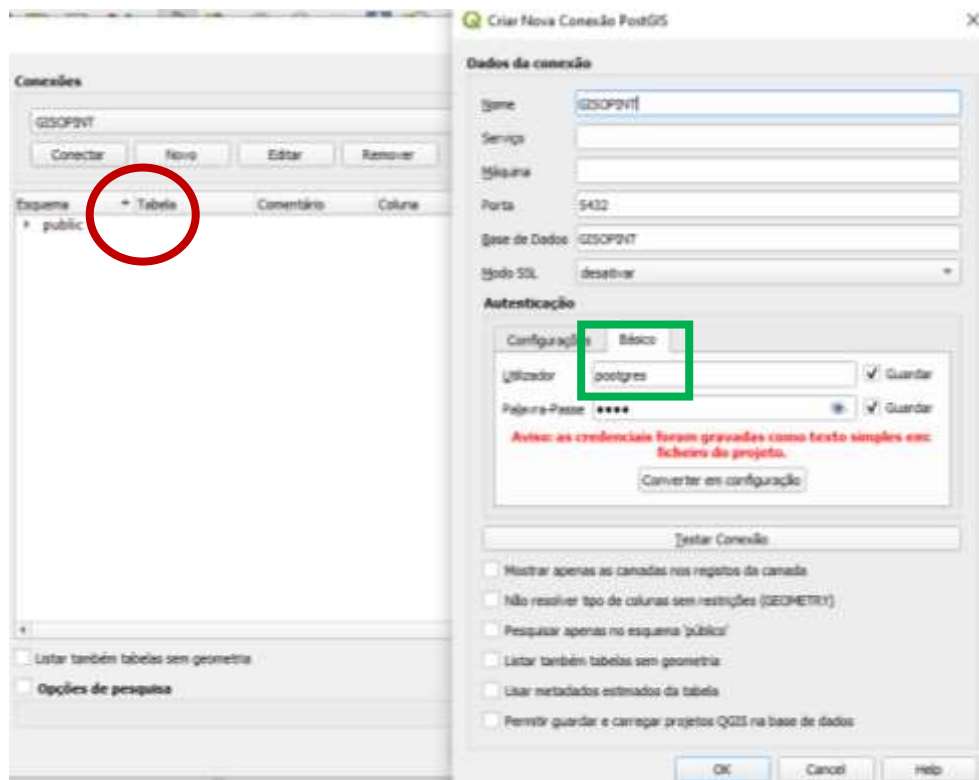 Conexões
GISOPINT
Conectar Novo Editar Remover
Esquema Tabela Comentário Coluna
public
Listar também tabelas sem geometria
Opções de pesquisa
Criar Nova Conexão PostGIS
Dados da conexão
Nome GISOPINT
Serviço
Máquina
Porta 5432
Base de Dados GISOPINT
Modo SSL desativar
Autenticação
Configurações Básico
Utilizador postgres Guardar
Palavra-Passe •••• Guardar
Aviso: as credenciais foram gravadas como texto simples em:
ficheiro do projeto.
Converter em configuração
Testar Conexão
Mostrar apenas as camadas nos registos da camada
Não resolver tipo de colunas sem restrições (GEOMETRY)
Pesquisar apenas no esquema 'público'
Listar também tabelas sem geometria
Usar metadados estimados da tabela
Permitir guardar e carregar projetos QGIS na base de dados
OK Cancel Help